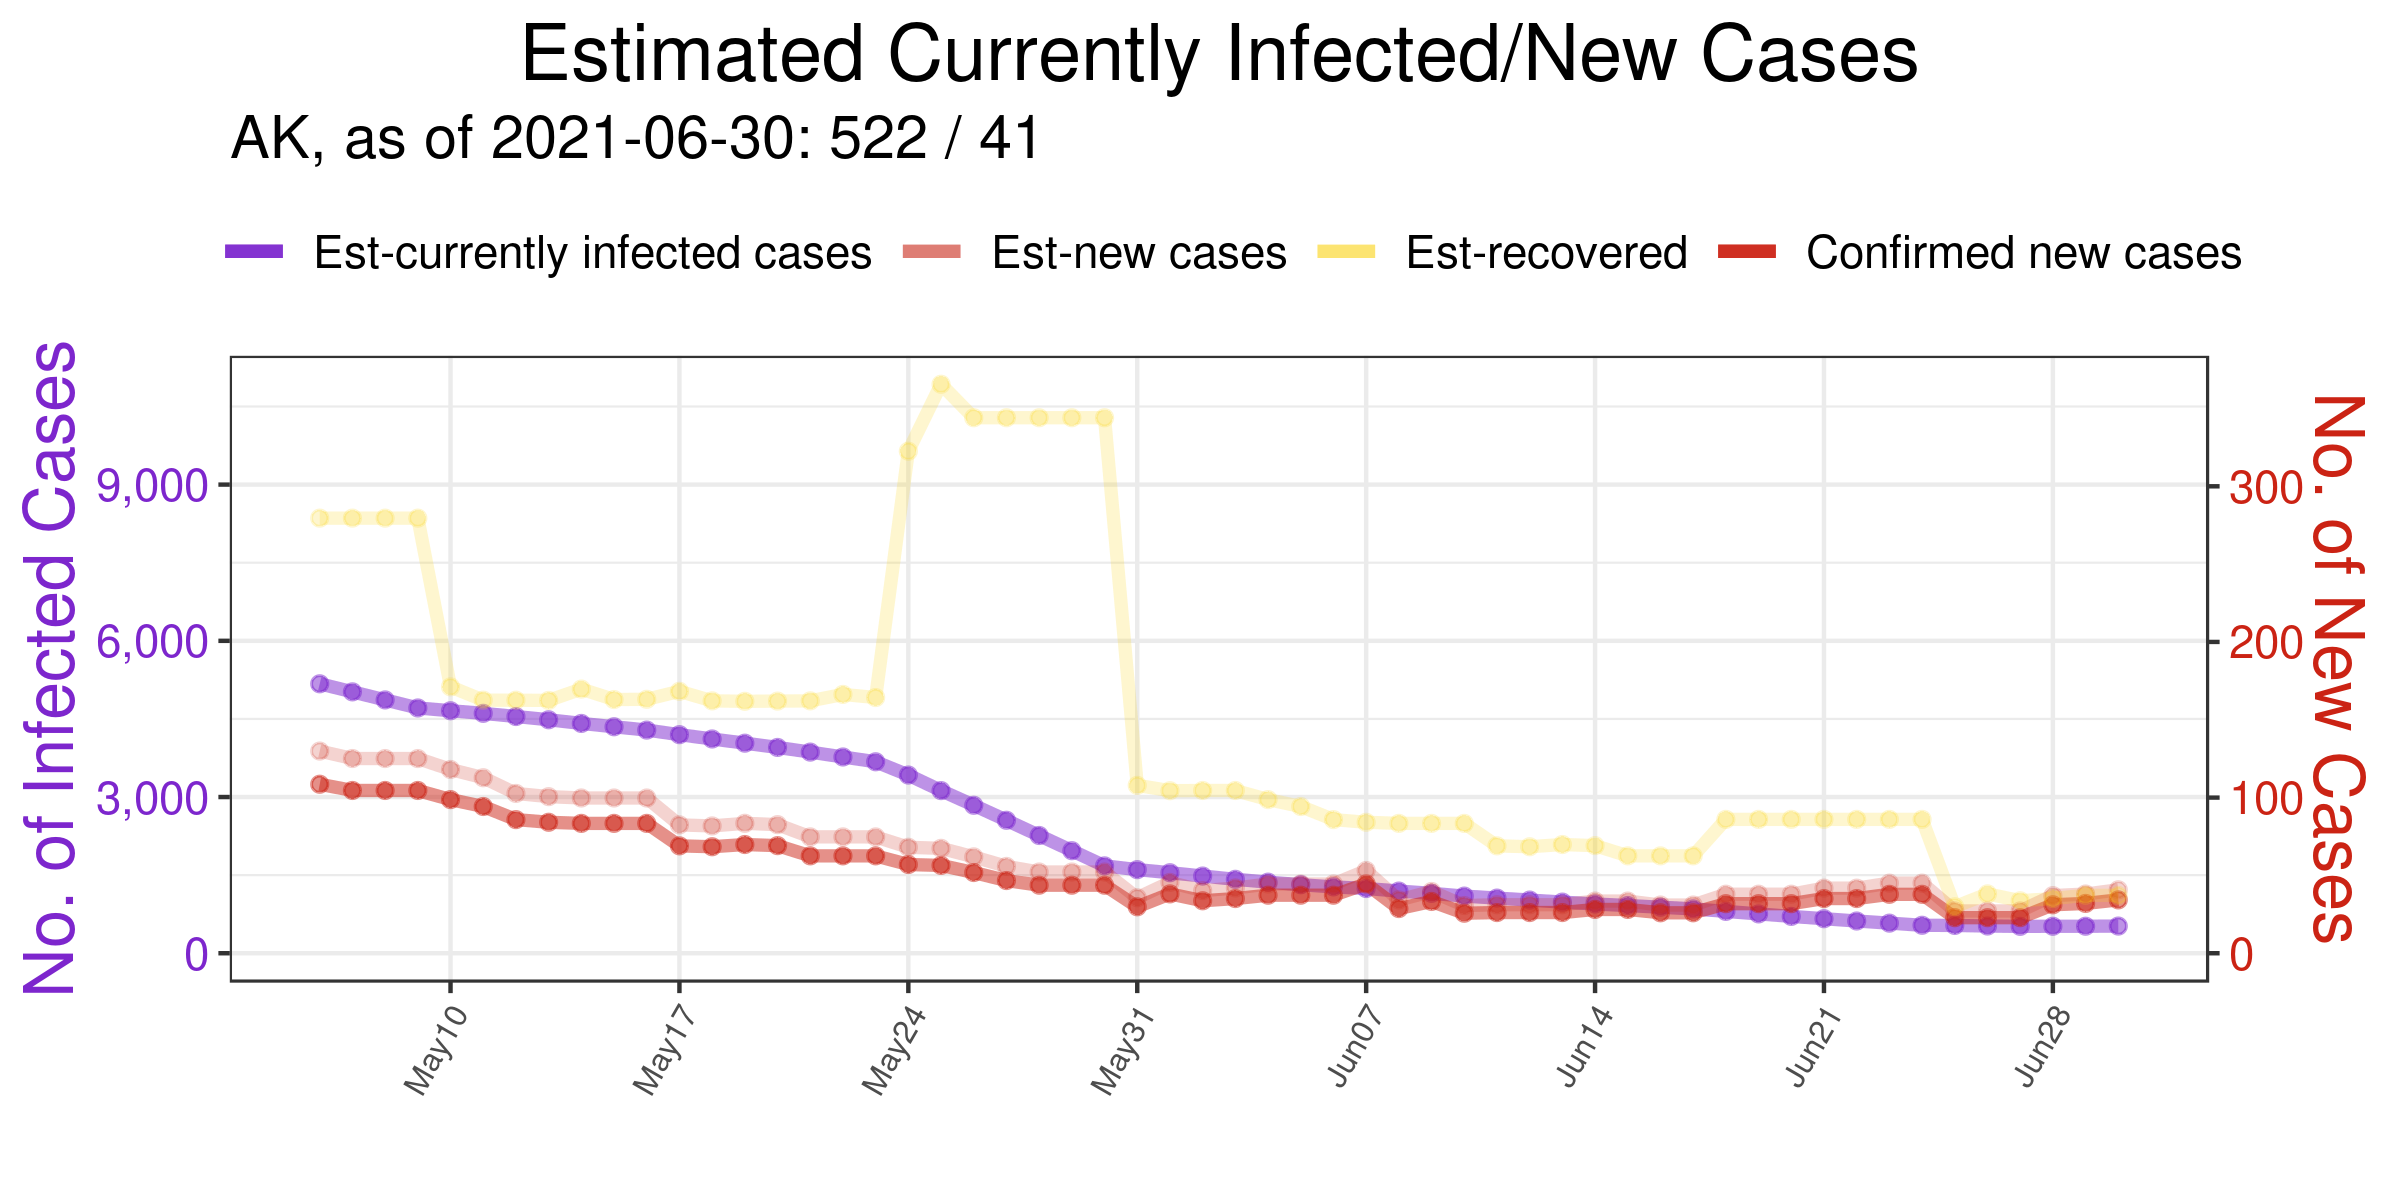 Estimated Currently Infected/New Cases
AK, as of 2021-06-30: 522 / 41
Est-currently infected cases Est-new cases Est-recovered Confirmed new cases
No. of Infected Cases
9,000
6,000
3,000
0
300
200
100
0
No. of New Cases
May10 May17 May24 May31 Jun07 Jun14 Jun21 Jun28